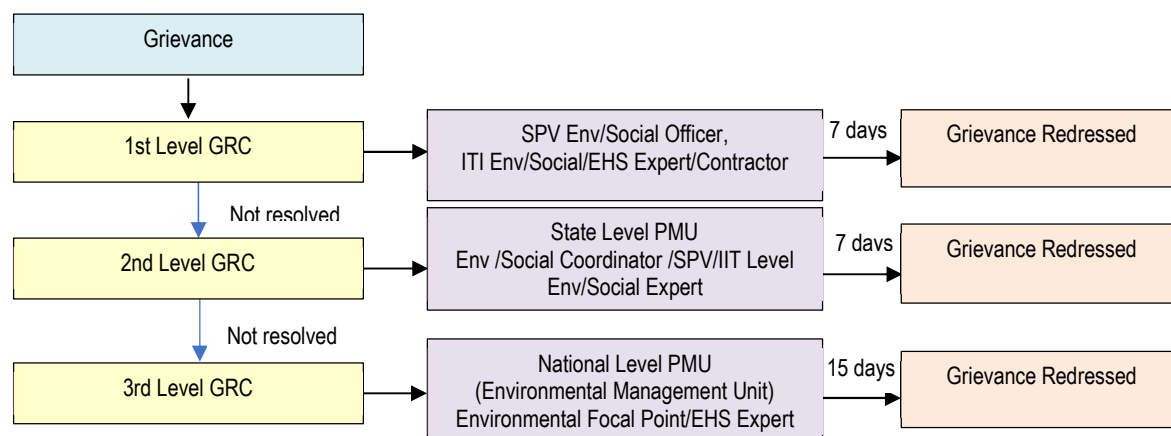 Grievance
1st Level GRC
SPV Env/Social Officer,
ITI Env/Social/EHS Expert/Contractor
7 days
Grievance Redressed
Not resolved
2nd Level GRC
State Level PMU
Env /Social Coordinator /SPV/IIT Level
Env/Social Expert
7 days
Grievance Redressed
Not resolved
3rd Level GRC
National Level PMU
(Environmental Management Unit)
Environmental Focal Point/EHS Expert
15 days
Grievance Redressed